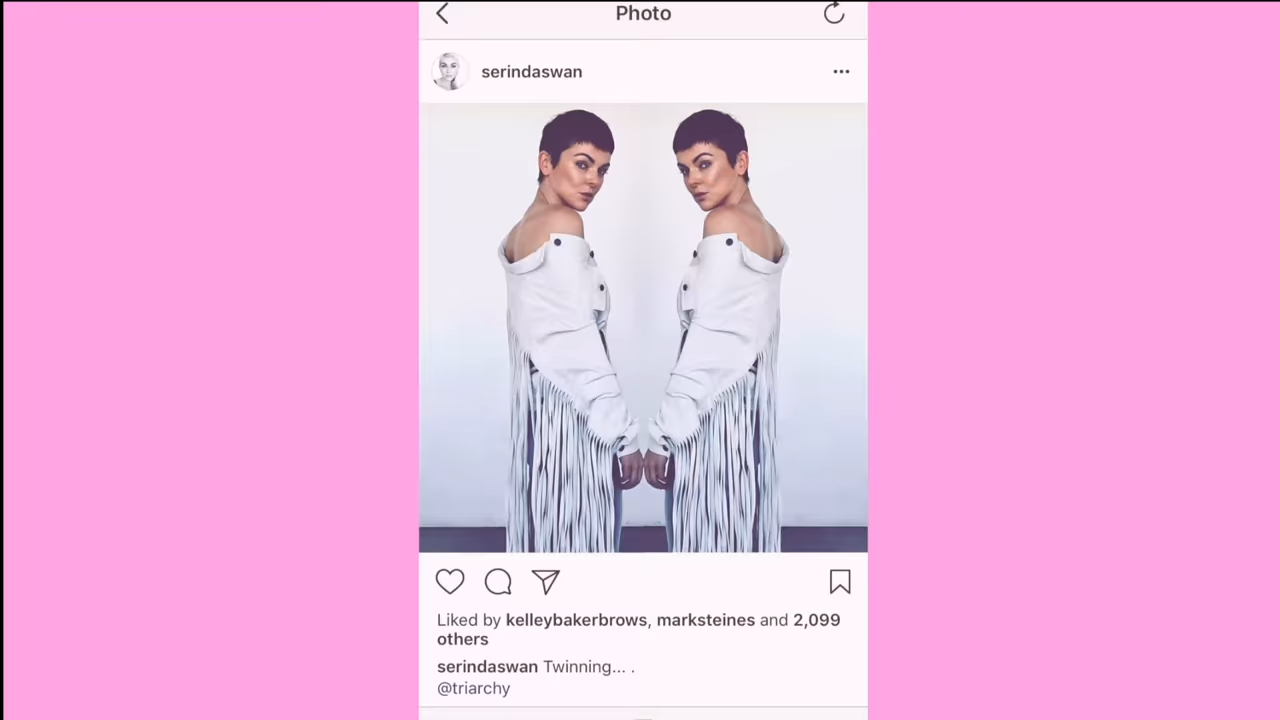 Photo
serindaswan
Liked by kelleybakerbrows, marksteines and 2,099
others
serindaswan Twinning... .
@triarchy